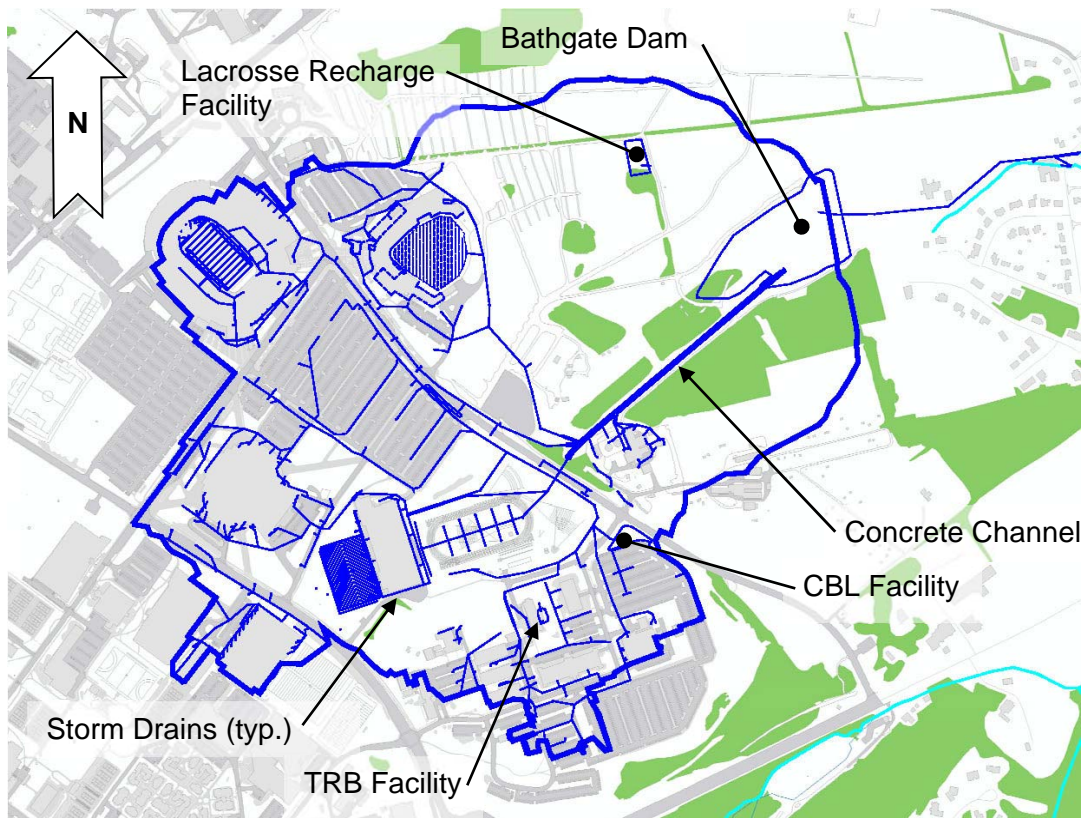 Bathgate Dam
Lacrosse Recharge
Facility
N
Concrete Channel
CBL Facility
Storm Drains (typ.)
TRB Facility